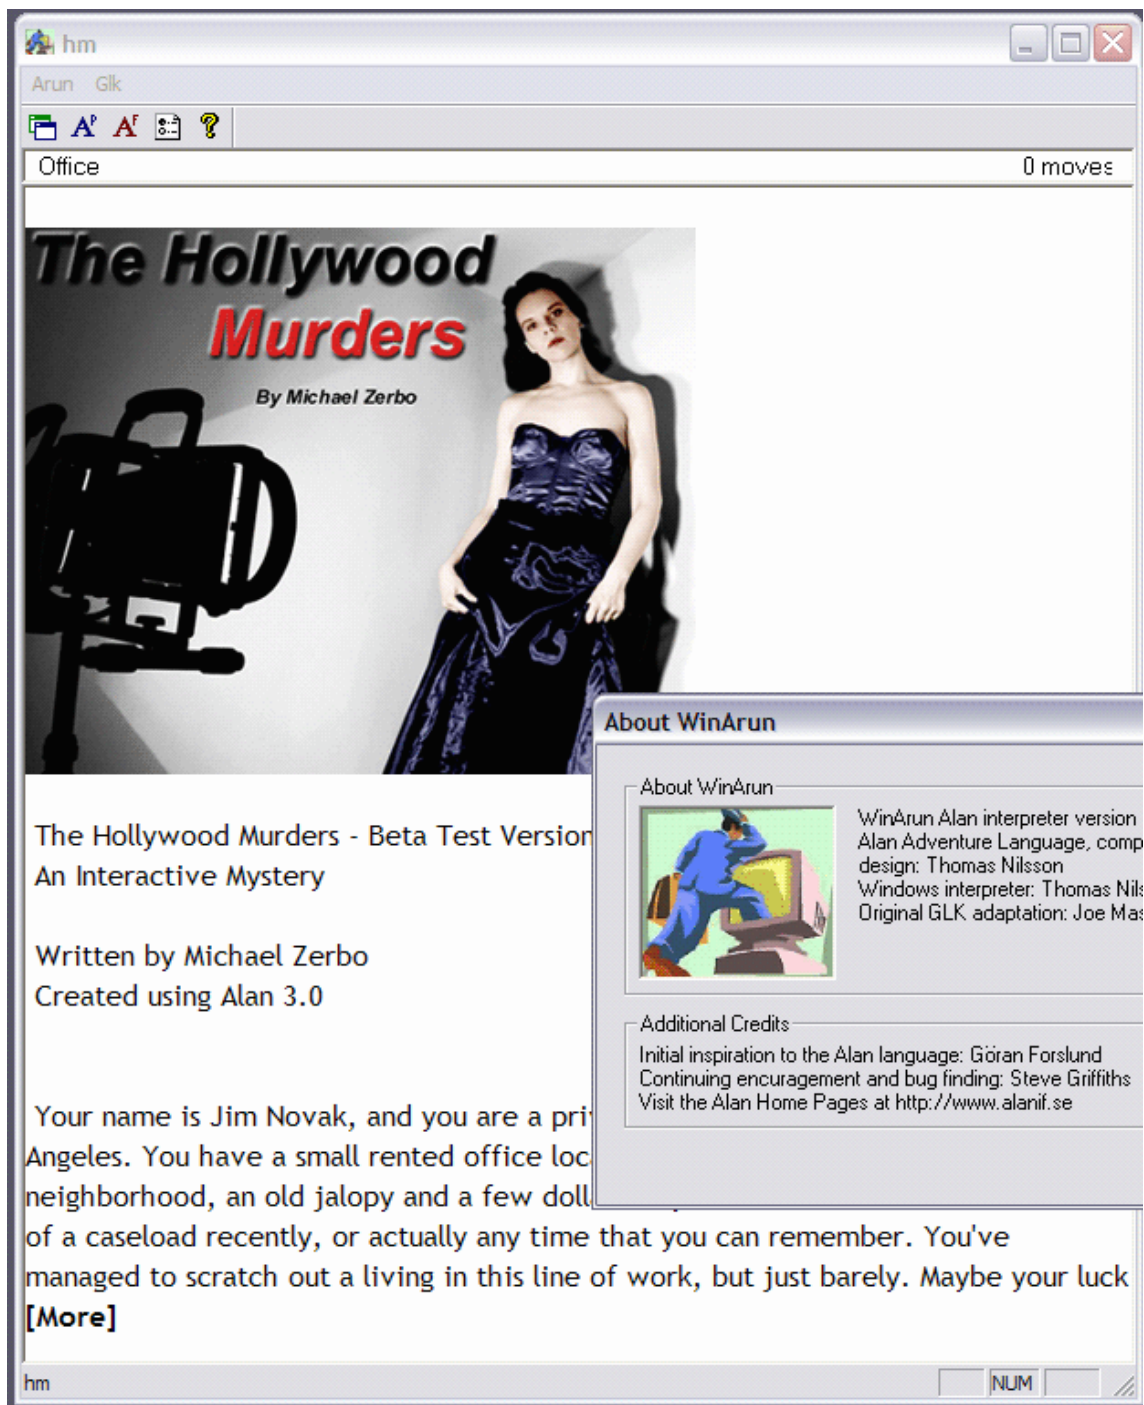 hm
Arun Glk
Office 0 moves
The Hollywood
Murders
By Michael Zerbo
About WinArun
About WinArun
WinArun Alan interpreter version
Alan Adventure Language,
design: Thomas Nilsson
Windows interpreter: Thomas
Original GLK adaptation: Joe
Additional Credits
Initial inspiration to the Alan language: Göran Forslund
Continuing encuragement and bug finding: Steve Griffiths
Visit the Alan Home Pages at http://www.alanif.se
The Hollywood Murders - Beta Test Version
An Interactive Mystery
Written by Michael Zerbo
Created using Alan 3.0
Your name is Jim Novak, and you are a
Angeles. You have a small rented office
neighborhood, an old jalopy and a few
of a caseload recently, or actually any time that you can remember. You've
managed to scratch out a living in this line of work, but just barely. Maybe your luck
[More]
hm NUM